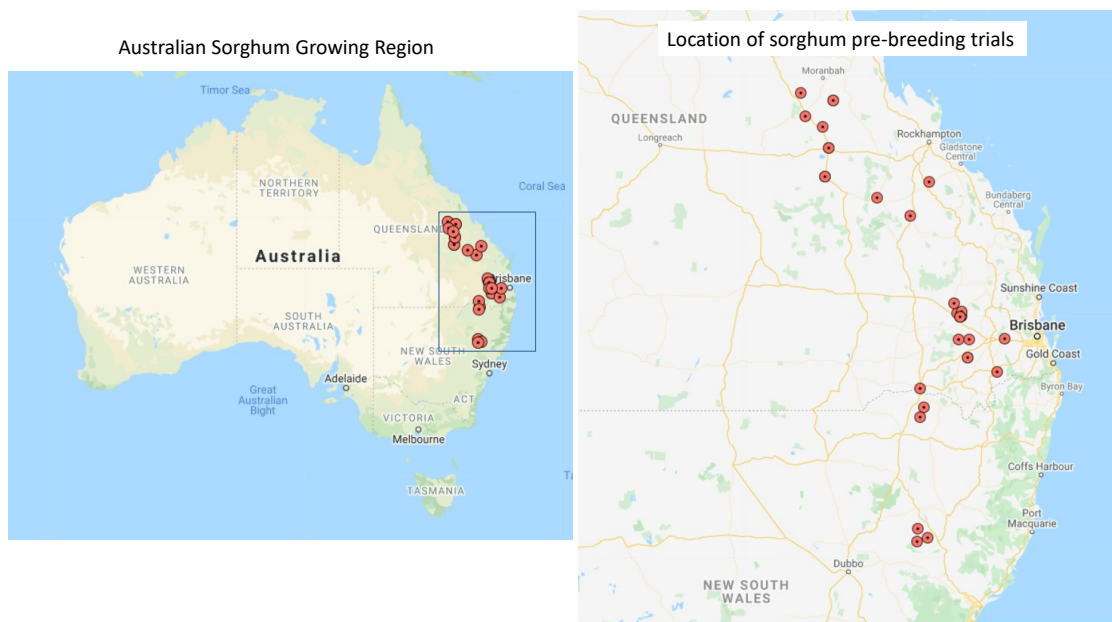 Australian Sorghum Growing Region
Timor Sea
Coral Sea
NORTHERN
TERRITORY
QUEENSLAND
Australia
WESTERN
AUSTRALIA
SOUTH
AUSTRALIA
NEW SOUTH
WALES
Sydney
Adelaide
Great
Australian
Bight
ACT
VICTORIA
Melbourne
TASMANIA
Location of sorghum pre-breeding trials
Moranbah
QUEENSLAND
Longreach
Rockhampton
Gladstone
Central
Bundaberg
Central
Sunshine Coast
Brisbane
Gold Coast
Byron Bay
Coffs Harbour
Port
Macquarie
Dubbo
NEW SOUTH
WALES